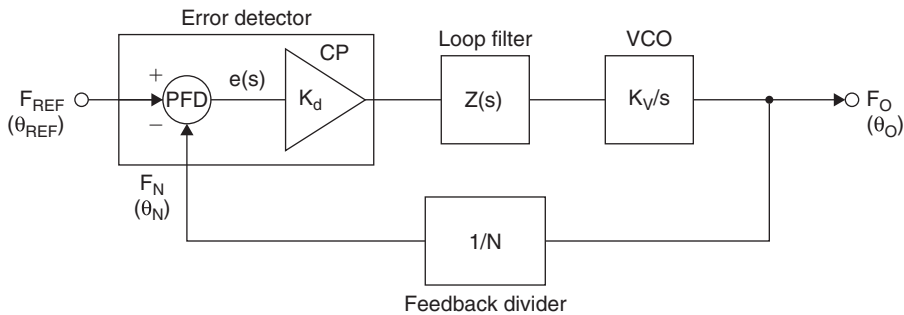 Error detector
CP
Loop filter
VCO
F_REF
(θ_REF)
+
PFD
−
e(s)
K_d
Z(s)
K_V/s
F_O
(θ_O)
F_N
(θ_N)
1/N
Feedback divider